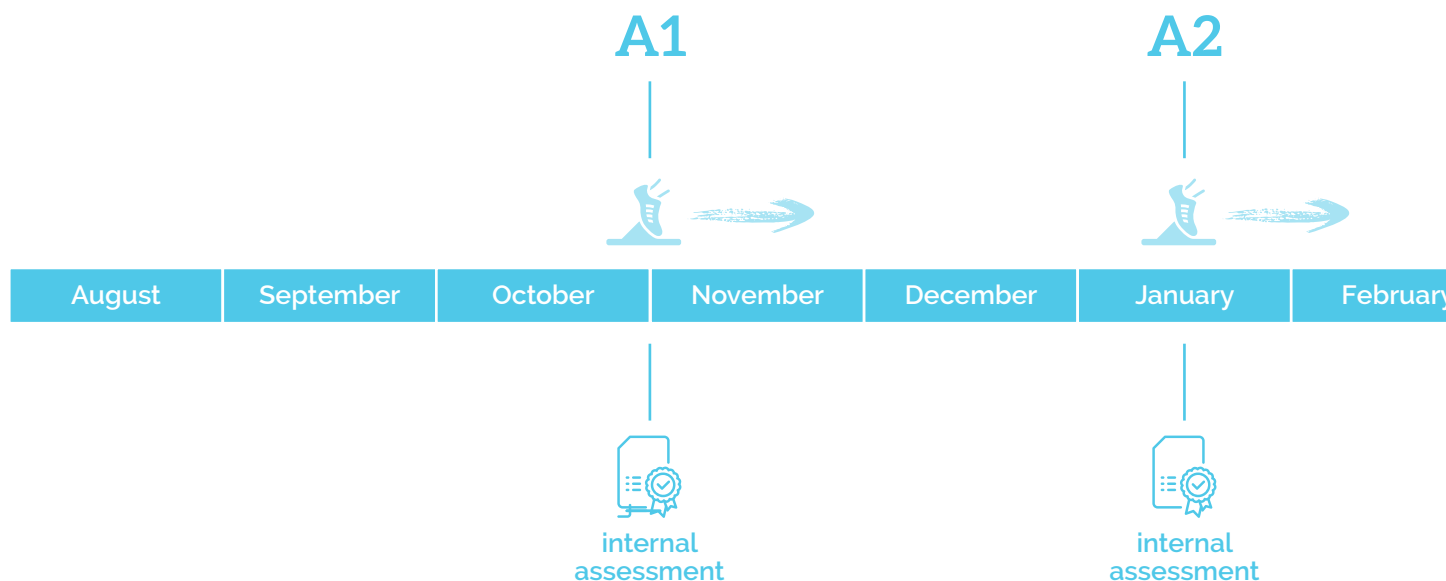 A1 A2
August September October November December January February
internal internal
assessment assessment